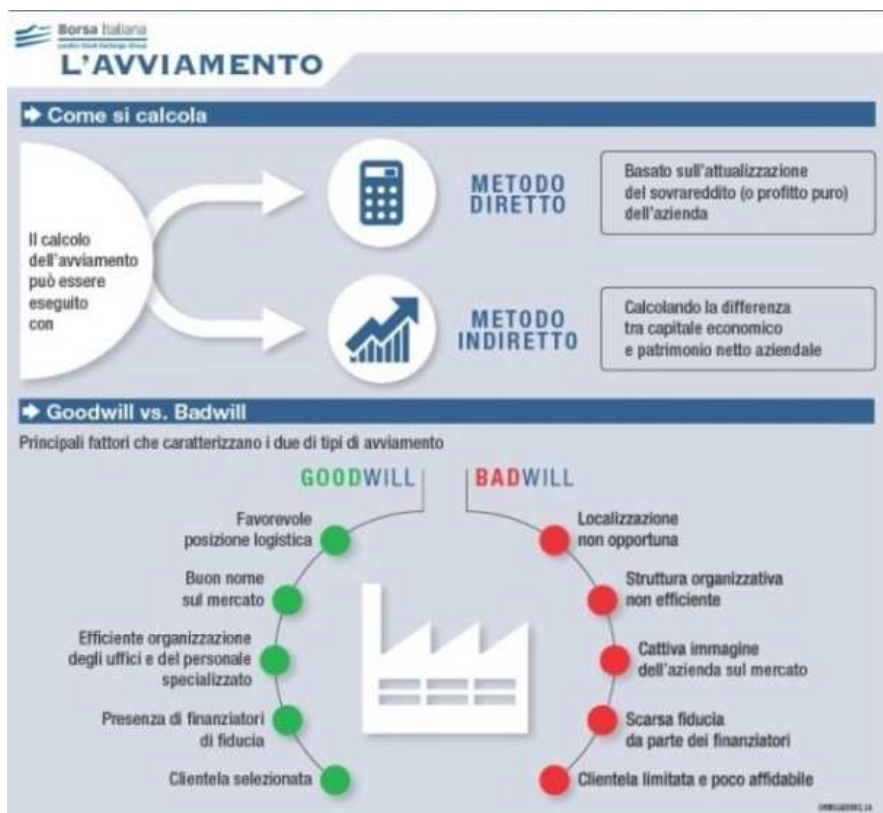 Borsa Italiana
London Stock Exchange Group
L'AVVIAMENTO
Come si calcola
Il calcolo
dell'avviamento
può essere
eseguito
con
METODO
DIRETTO
Basato sull'attualizzazione
del sovrareddito (o profitto puro)
dell'azienda
METODO
INDIRETTO
Calcolando la differenza
tra capitale economico
e patrimonio netto aziendale
Goodwill vs. Badwill
Principali fattori che caratterizzano i due di tipi di avviamento
GOODWILL
Favorevole
posizione logistica
Buon nome
sul mercato
Efficiente organizzazione
degli uffici e del personale
specializzato
Presenza di finanziatori
di fiducia
Clientela selezionata
BADWILL
Localizzazione
non opportuna
Struttura organizzativa
non efficiente
Cattiva immagine
dell'azienda sul mercato
Scarsa fiducia
da parte dei finanziatori
Clientela limitata e poco affidabile